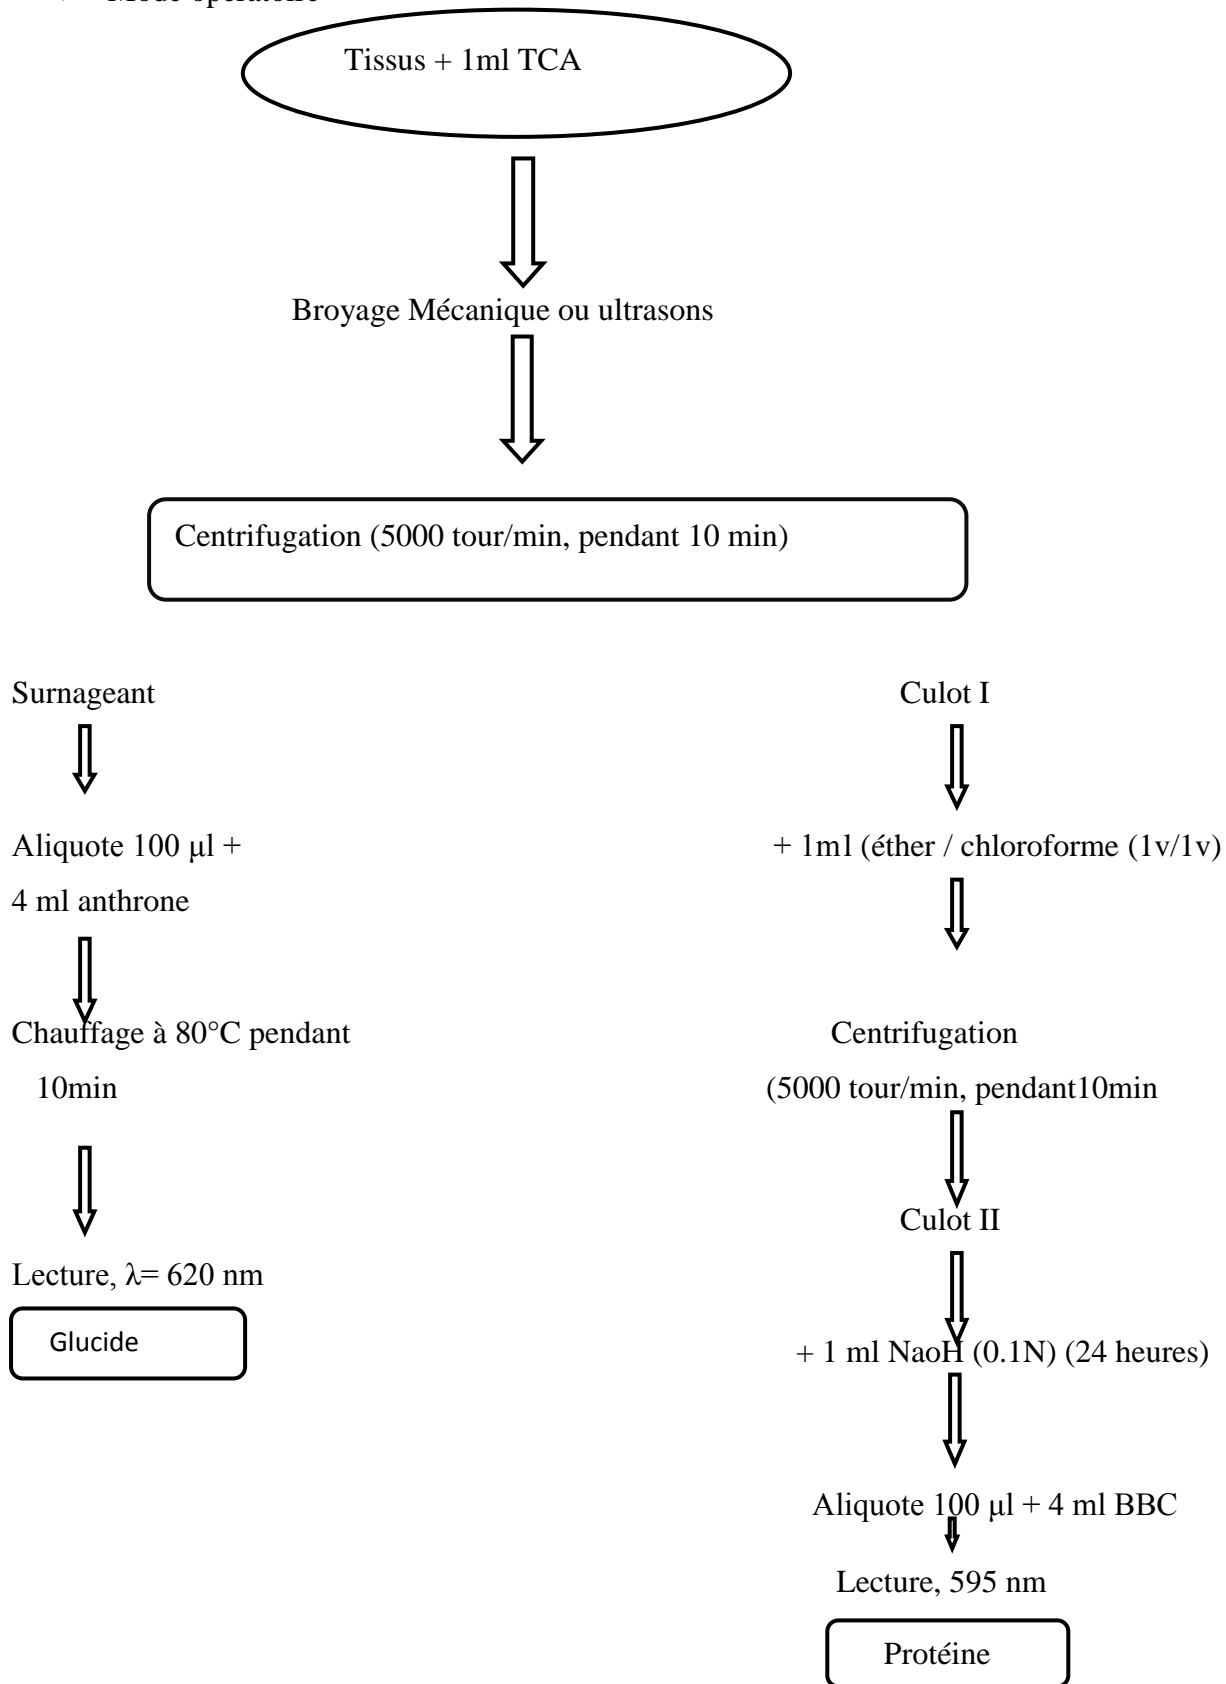 Mode opératoire
Tissus + 1ml TCA
Broyage Mécanique ou ultrasons
Centrifugation (5000 tour/min, pendant 10 min)
Surnageant
Aliquote 100 µl +
4 ml anthrone
Chauffage à 80°C pendant
10min
Lecture, λ= 620 nm
Glucide
Culot I
+ 1ml (éther / chloroforme (1v/1v)
Centrifugation
(5000 tour/min, pendant10min
Culot II
+ 1 ml NaoH (0.1N) (24 heures)
Aliquote 100 µl + 4 ml BBC
Lecture, 595 nm
Protéine